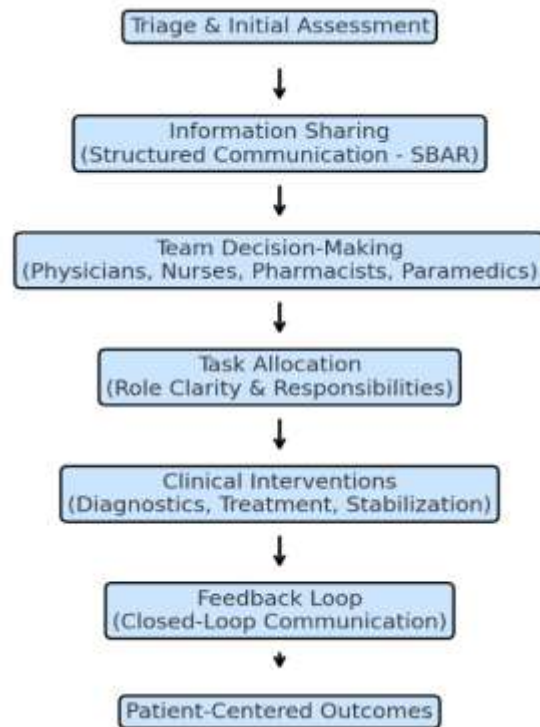 Triage & Initial Assessment
Information Sharing
(Structured Communication - SBAR)
Team Decision-Making
(Physicians, Nurses, Pharmacists, Paramedics)
Task Allocation
(Role Clarity & Responsibilities)
Clinical Interventions
(Diagnostics, Treatment, Stabilization)
Feedback Loop
(Closed-Loop Communication)
Patient-Centered Outcomes